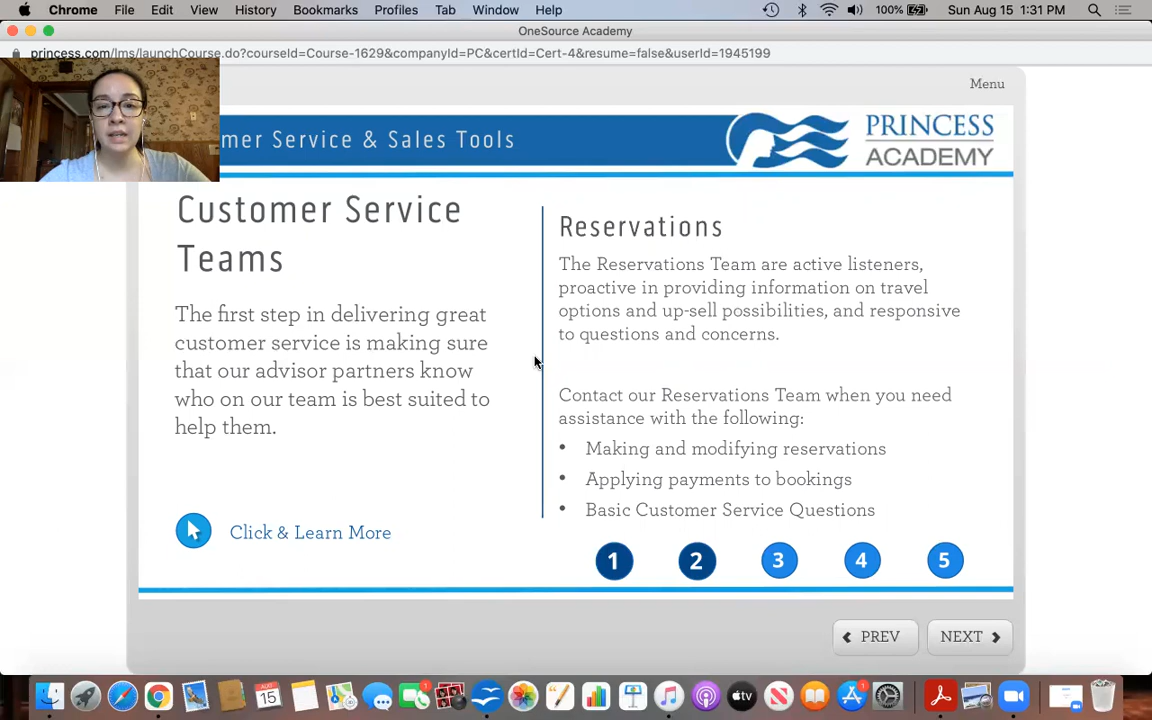 Chrome File Edit View History Bookmarks Profiles Tab Window Help 100% Sun Aug 15 1:31 PM
OneSource Academy
princess.com/lms/launchCourse.do?courseId=Course-1629&companyId=PC&certId=Cert-4&resume=false&userId=1945199
Menu
mer Service & Sales Tools
PRINCESS
ACADEMY
Customer Service
Teams
The first step in delivering great
customer service is making sure
that our advisor partners know
who on our team is best suited to
help them.
Click & Learn More
Reservations
The Reservations Team are active listeners,
proactive in providing information on travel
options and up-sell possibilities, and responsive
to questions and concerns.
Contact our Reservations Team when you need
assistance with the following:
• Making and modifying reservations
• Applying payments to bookings
• Basic Customer Service Questions
1 2 3 4 5
PREV NEXT
AUG
15
1
tv